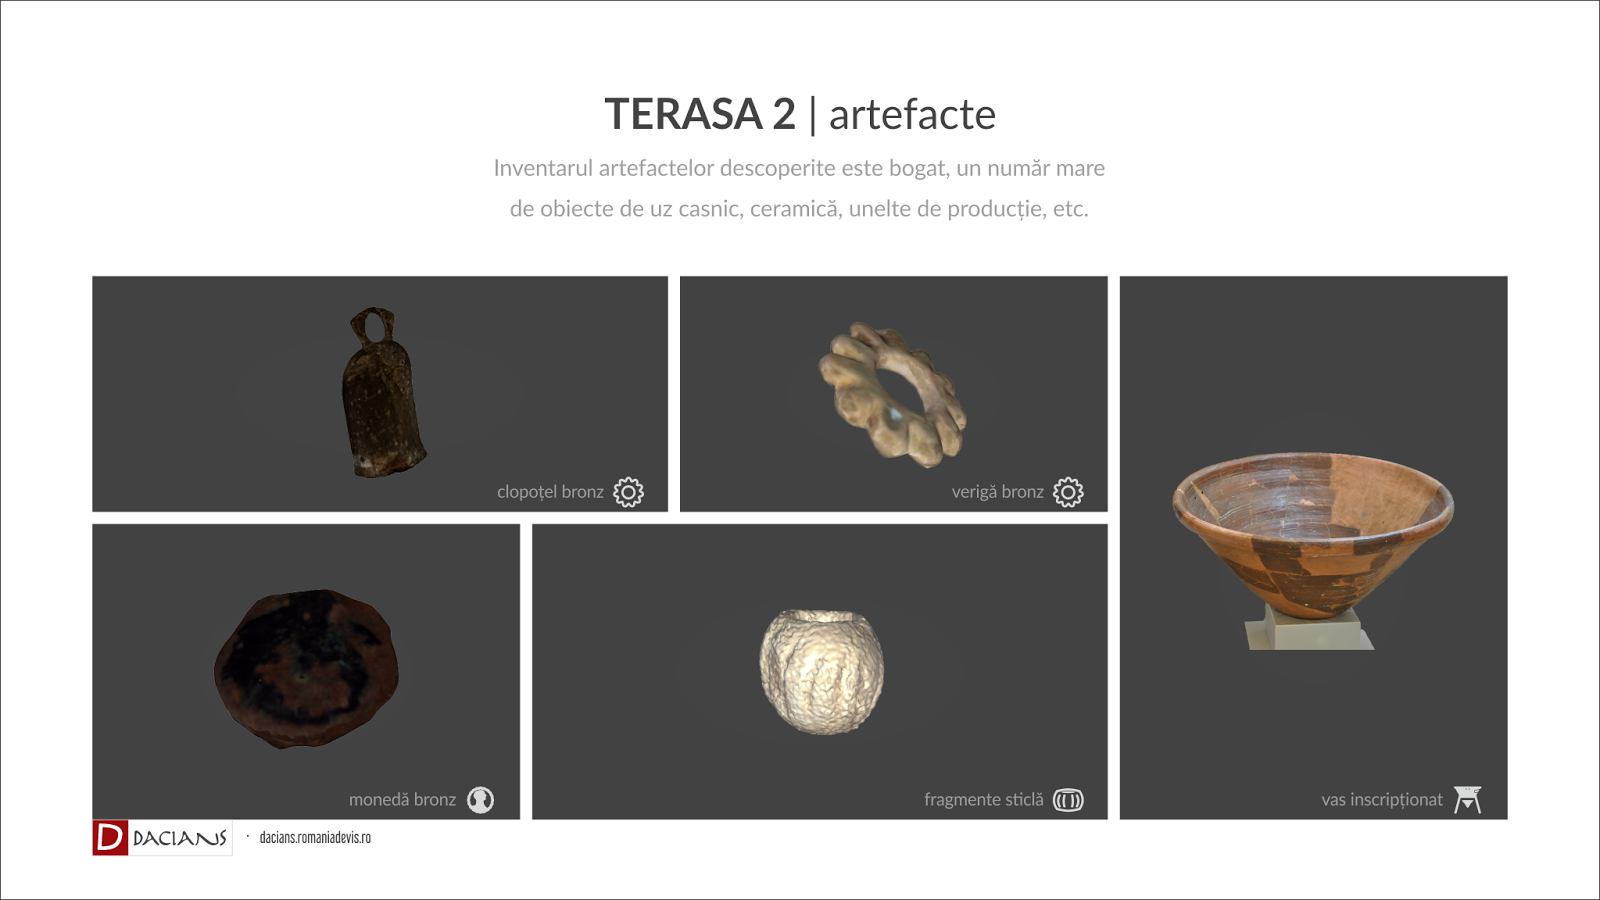 TERASA 2 | artefacte
Inventarul artefactelor descoperite este bogat, un număr mare
de obiecte de uz casnic, ceramică, unelte de producție, etc.
clopoțel bronz
verigă bronz
monedă bronz
fragmente sticlă
vas inscripționat
D DACIANS · dacians.romaniadevis.ro